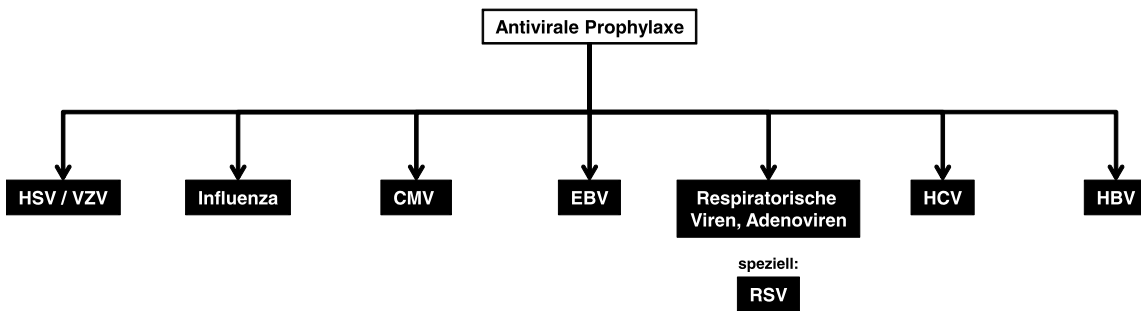 Antivirale Prophylaxe
HSV / VZV
Influenza
CMV
EBV
Respiratorische
Viren, Adenoviren
HCV
HBV
speziell:
RSV